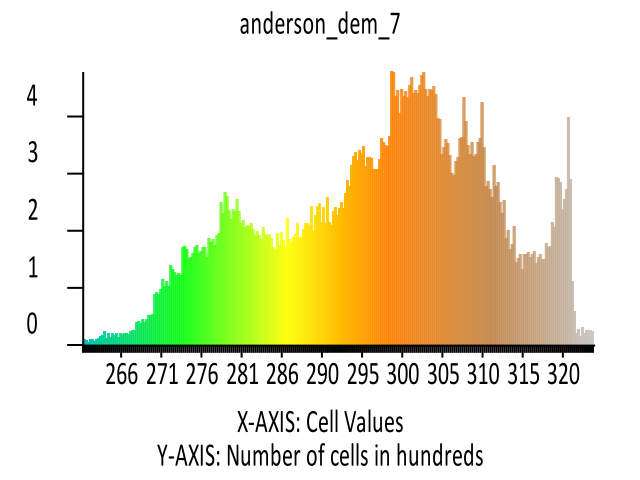 anderson_dem_7
4
3
2
1
0
266 271 276 281 286 290 295 300 305 310 315 320
X-AXIS: Cell Values
Y-AXIS: Number of cells in hundreds